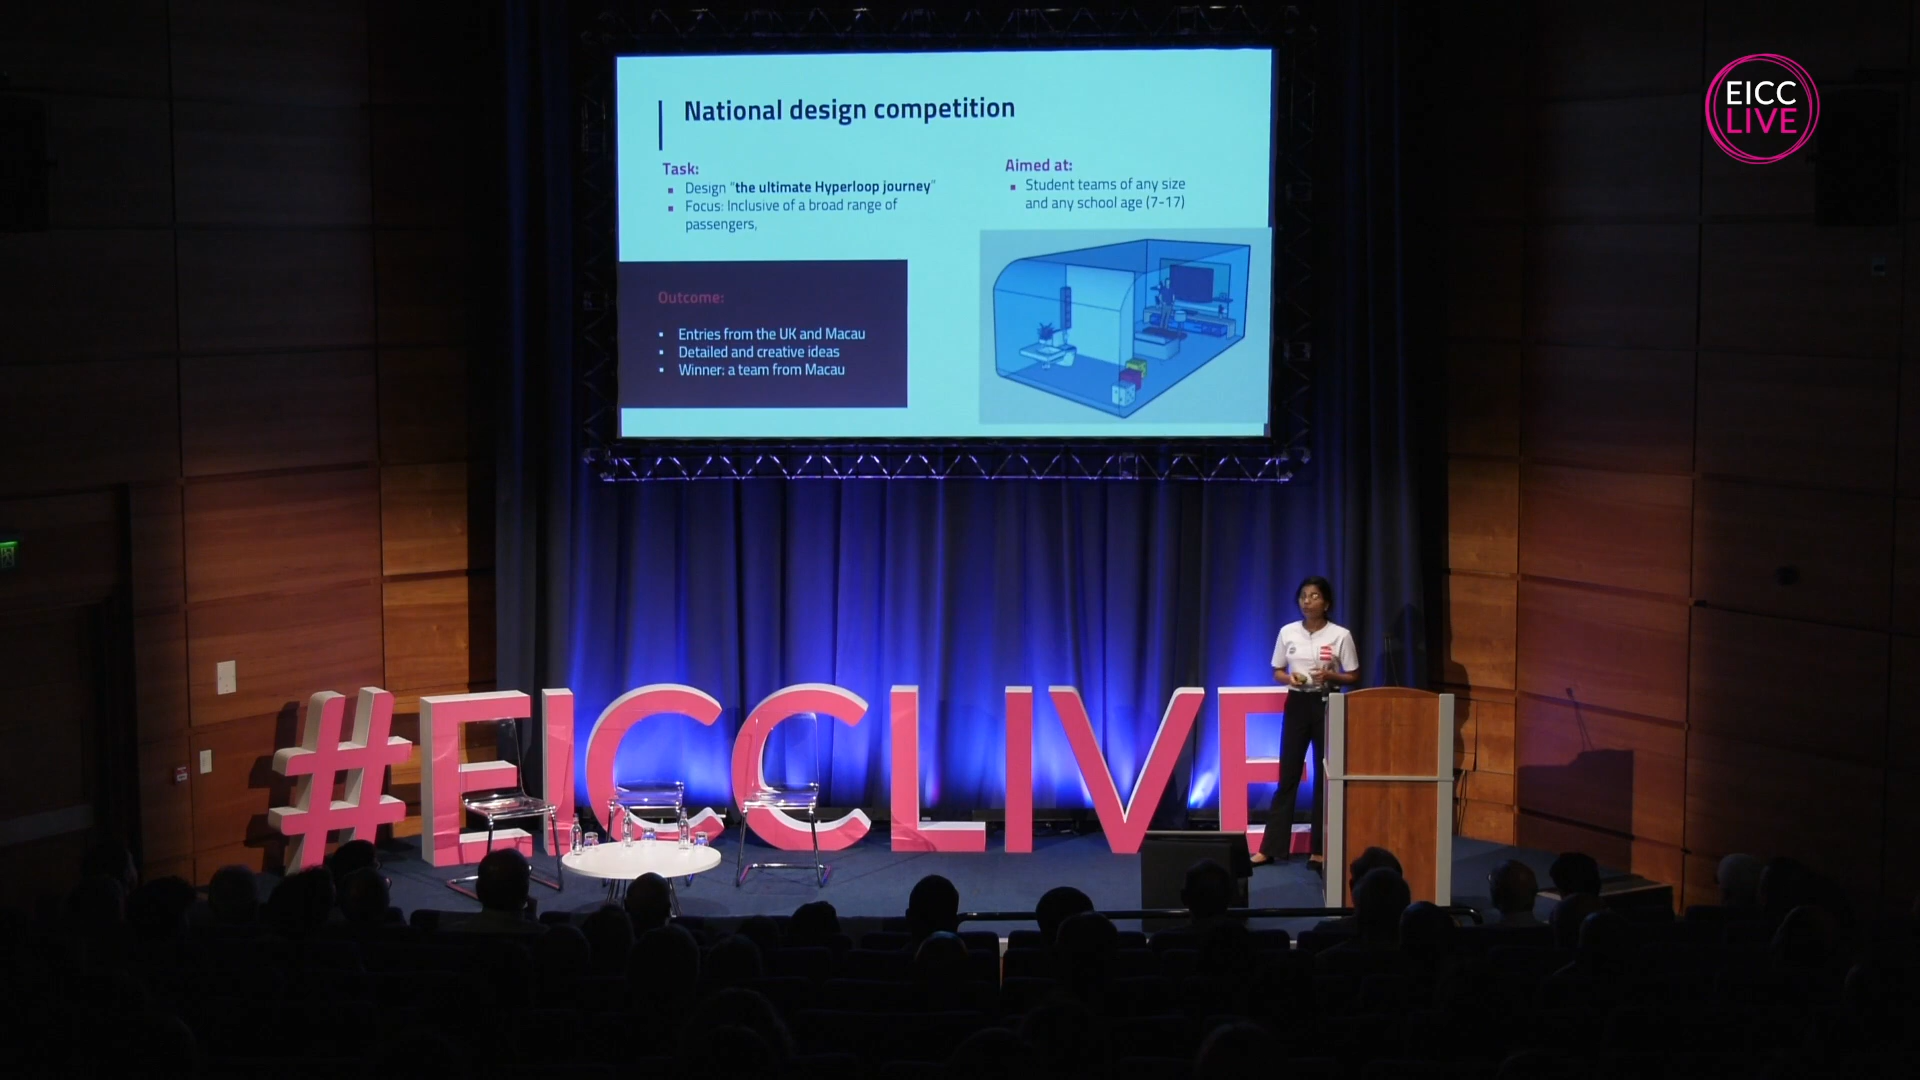 National design competition
Task:
▪ Design "the ultimate Hyperloop journey"
▪ Focus: Inclusive of a broad range of
passengers,
Aimed at:
▪ Student teams of any size
and any school age (7-17)
Outcome:
• Entries from the UK and Macau
• Detailed and creative ideas
• Winner: a team from Macau
EICC
LIVE
#EICCLIVE